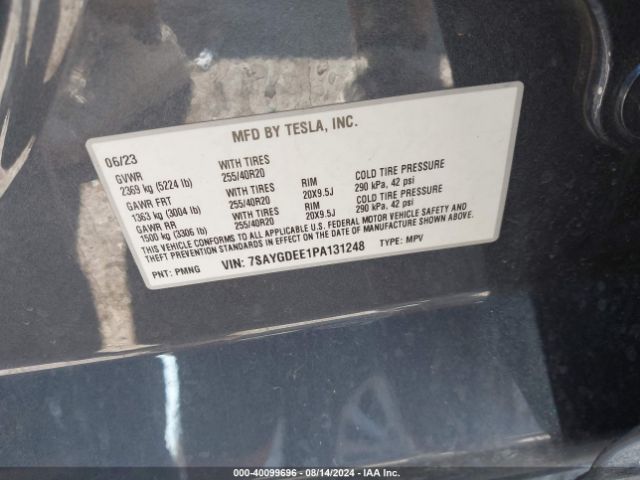 MFD BY TESLA, INC.
06/23
GVWR WITH TIRES
2369 kg (5224 lb) 255/40R20 RIM COLD TIRE PRESSURE
GAWR FRT WITH TIRES 20X9.5J 290 kPa, 42 psi
1363 kg (3004 lb) 255/40R20 RIM COLD TIRE PRESSURE
GAWR RR WITH TIRES 20X9.5J 290 kPa, 42 psi
1500 kg (3306 lb) 255/40R20
THIS VEHICLE CONFORMS TO ALL APPLICABLE U.S. FEDERAL MOTOR VEHICLE SAFETY AND
THEFT PREVENTION STANDARDS IN EFFECT ON THE DATE OF MANUFACTURE SHOWN ABOVE.
PNT: PMNG VIN: 7SAYGDEE1PA131248 TYPE: MPV
000-40099696 - 08/14/2024 - IAA Inc.